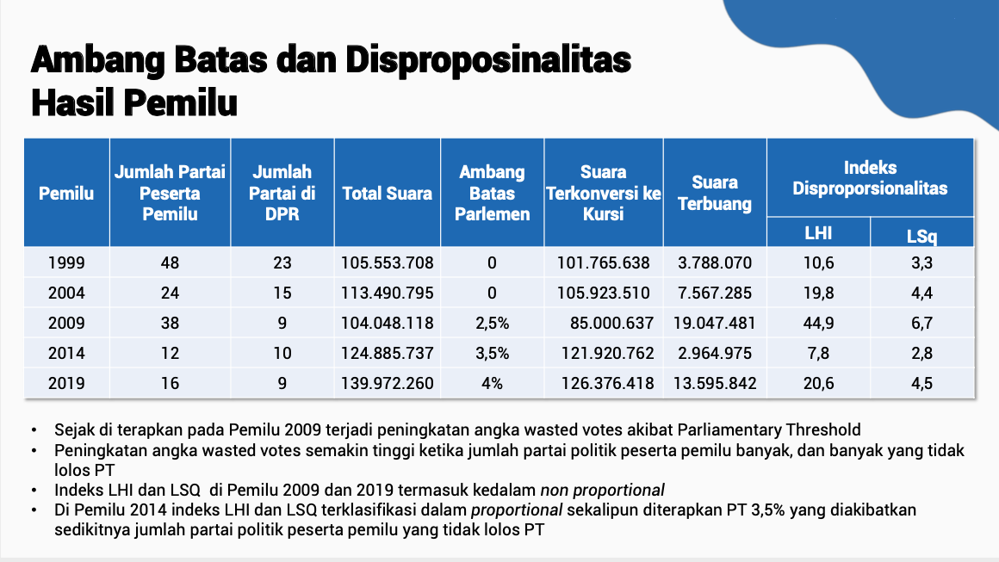 Ambang Batas dan Disproposinalitas
Hasil Pemilu
Pemilu
Jumlah Partai
Peserta
Pemilu
Jumlah
Partai di
DPR
Total Suara
Ambang
Batas
Parlemen
Suara
Terkonversi ke
Kursi
Suara
Terbuang
Indeks
Disproporsionalitas
LHI
LSq
1999 48 23 105.553.708 0 101.765.638 3.788.070 10,6 3,3
2004 24 15 113.490.795 0 105.923.510 7.567.285 19,8 4,4
2009 38 9 104.048.118 2,5% 85.000.637 19.047.481 44,9 6,7
2014 12 10 124.885.737 3,5% 121.920.762 2.964.975 7,8 2,8
2019 16 9 139.972.260 4% 126.376.418 13.595.842 20,6 4,5
• Sejak di terapkan pada Pemilu 2009 terjadi peningkatan angka wasted votes akibat Parliamentary Threshold
• Peningkatan angka wasted votes semakin tinggi ketika jumlah partai politik peserta pemilu banyak, dan banyak yang tidak
lolos PT
• Indeks LHI dan LSQ di Pemilu 2009 dan 2019 termasuk kedalam non proportional
• Di Pemilu 2014 indeks LHI dan LSQ terklasifikasi dalam proportional sekalipun diterapkan PT 3,5% yang diakibatkan
sedikitnya jumlah partai politik peserta pemilu yang tidak lolos PT